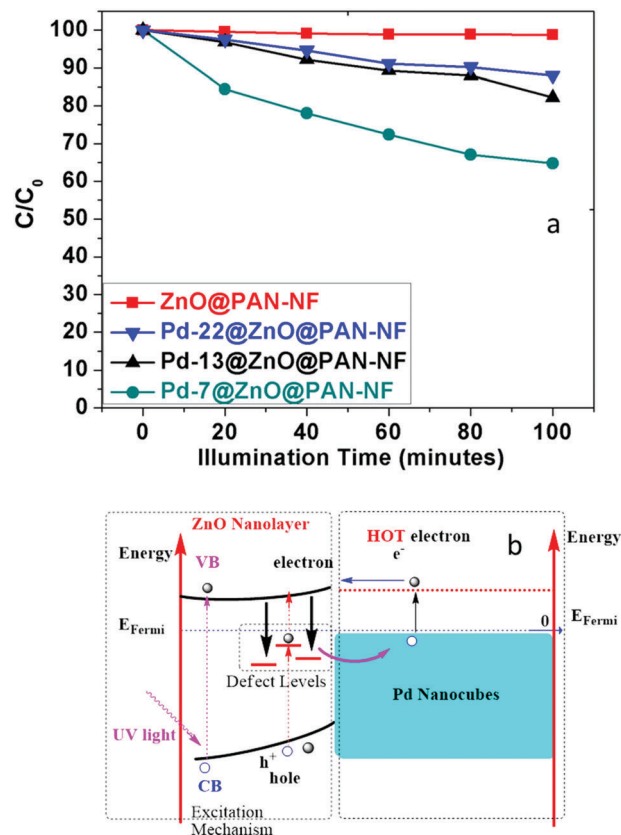 100
90
80
70
60
50
40
30
20
10
0
C/C₀
a
ZnO@PAN-NF
Pd-22@ZnO@PAN-NF
Pd-13@ZnO@PAN-NF
Pd-7@ZnO@PAN-NF
0 20 40 60 80 100
Illumination Time (minutes)
ZnO Nanolayer
b
Energy
VB
electron
HOT electron
e⁻
Energy
E Fermi
0
E Fermi
Defect Levels
Pd Nanocubes
UV light
h⁺
hole
CB
Excitation
Mechanism